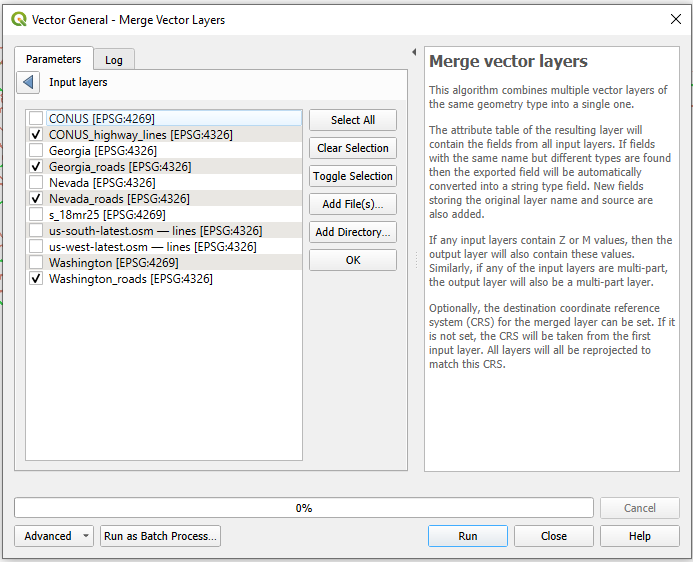 Vector General - Merge Vector Layers
Parameters
Log
Input layers
CONUS [EPSG:4269]
CONUS_highway_lines [EPSG:4326]
Georgia [EPSG:4326]
Georgia_roads [EPSG:4326]
Nevada [EPSG:4326]
Nevada_roads [EPSG:4326]
s_18mr25 [EPSG:4269]
us-south-latest.osm — lines [EPSG:4326]
us-west-latest.osm — lines [EPSG:4326]
Washington [EPSG:4269]
Washington_roads [EPSG:4326]
Select All
Clear Selection
Toggle Selection
Add File(s)...
Add Directory...
OK
Merge vector layers
This algorithm combines multiple vector layers of
the same geometry type into a single one.
The attribute table of the resulting layer will
contain the fields from all input layers. If fields
with the same name but different types are found
then the exported field will be automatically
converted into a string type field. New fields
storing the original layer name and source are
also added.
If any input layers contain Z or M values, then the
output layer will also contain these values.
Similarly, if any of the input layers are multi-part,
the output layer will also be a multi-part layer.
Optionally, the destination coordinate reference
system (CRS) for the merged layer can be set. If it
is not set, the CRS will be taken from the first
input layer. All layers will all be reprojected to
match this CRS.
0%
Cancel
Advanced
Run as Batch Process...
Run
Close
Help